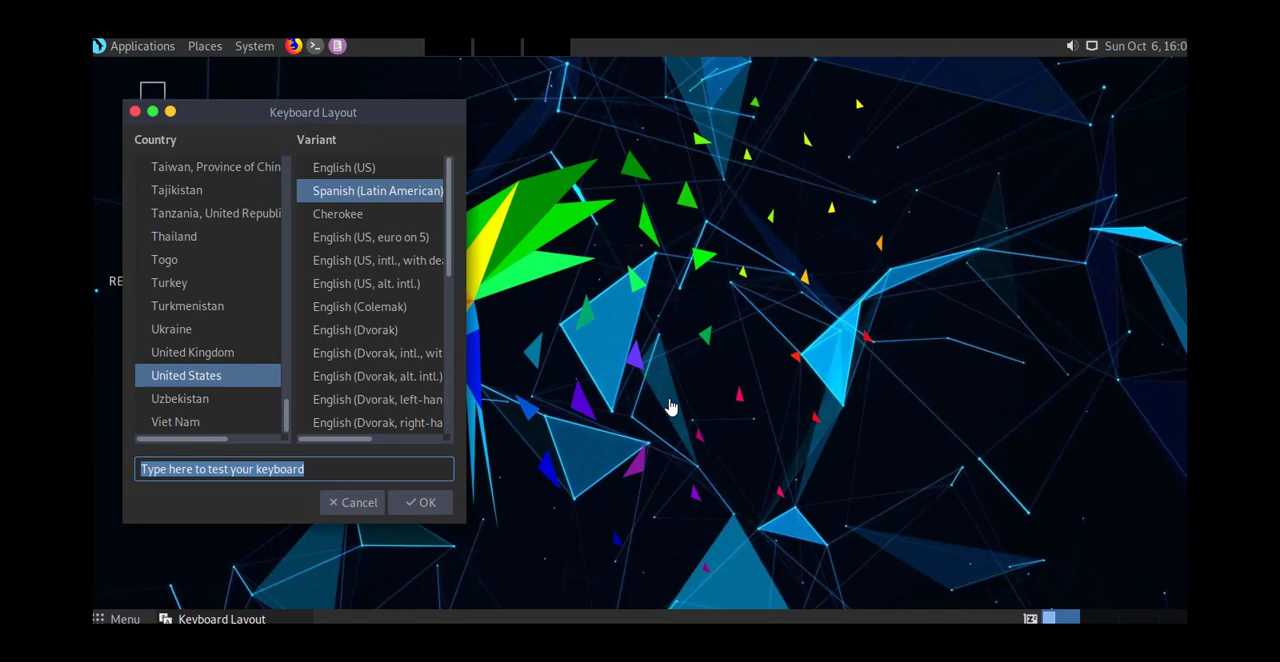 Applications Places System
Sun Oct 6, 16:0
Keyboard Layout
Country
Variant
Taiwan, Province of Chin
Tajikistan
Tanzania, United Republi
Thailand
Togo
Turkey
Turkmenistan
Ukraine
United Kingdom
United States
Uzbekistan
Viet Nam
English (US)
Spanish (Latin American)
Cherokee
English (US, euro on 5)
English (US, intl., with dea
English (US, alt. intl.)
English (Colemak)
English (Dvorak)
English (Dvorak, intl., wit
English (Dvorak, alt. intl.)
English (Dvorak, left-han
English (Dvorak, right-ha
RE
Type here to test your keyboard
Cancel
OK
Menu
Keyboard Layout